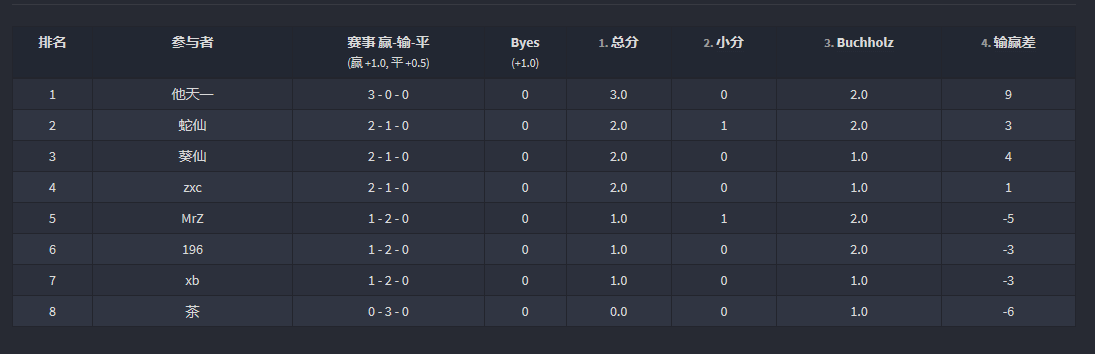 排名 参与者 赛事 赢-输-平 Byes 1. 总分 2. 小分 3. Buchholz 4. 输赢差
(赢 +1.0, 平 +0.5) (+1.0)
1 他天一 3 - 0 - 0 0 3.0 0 2.0 9
2 蛇仙 2 - 1 - 0 0 2.0 1 2.0 3
3 葵仙 2 - 1 - 0 0 2.0 0 1.0 4
4 zxc 2 - 1 - 0 0 2.0 0 1.0 1
5 MrZ 1 - 2 - 0 0 1.0 1 2.0 -5
6 196 1 - 2 - 0 0 1.0 0 2.0 -3
7 xb 1 - 2 - 0 0 1.0 0 1.0 -3
8 茶 0 - 3 - 0 0 0.0 0 1.0 -6